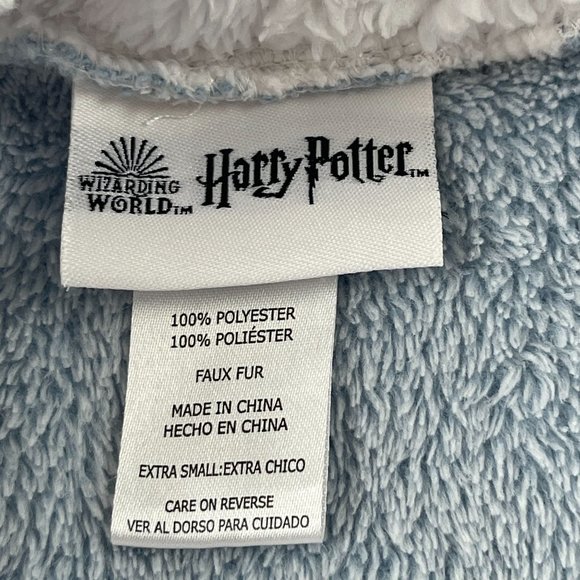 WIZARDING
WORLD™
Harry Potter™
100% POLYESTER
100% POLIÉSTER
FAUX FUR
MADE IN CHINA
HECHO EN CHINA
EXTRA SMALL:EXTRA CHICO
CARE ON REVERSE
VER AL DORSO PARA CUIDADO